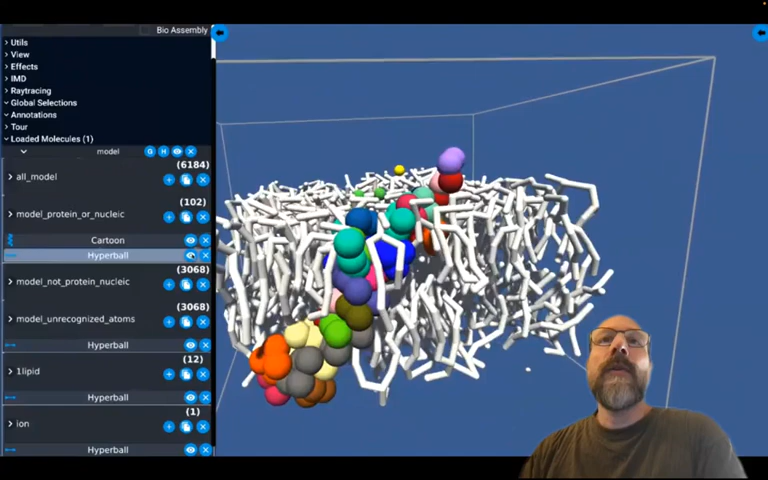 Bio Assembly
Utils
View
Effects
IMD
Raytracing
Global Selections
Annotations
Tour
Loaded Molecules (1)
model G H
(6184)
all_model
(102)
model_protein_or_nucleic
Cartoon
Hyperball
(3068)
model_not_protein_nucleic
(3068)
model_unrecognized_atoms
Hyperball
(12)
1lipid
Hyperball
(1)
ion
Hyperball